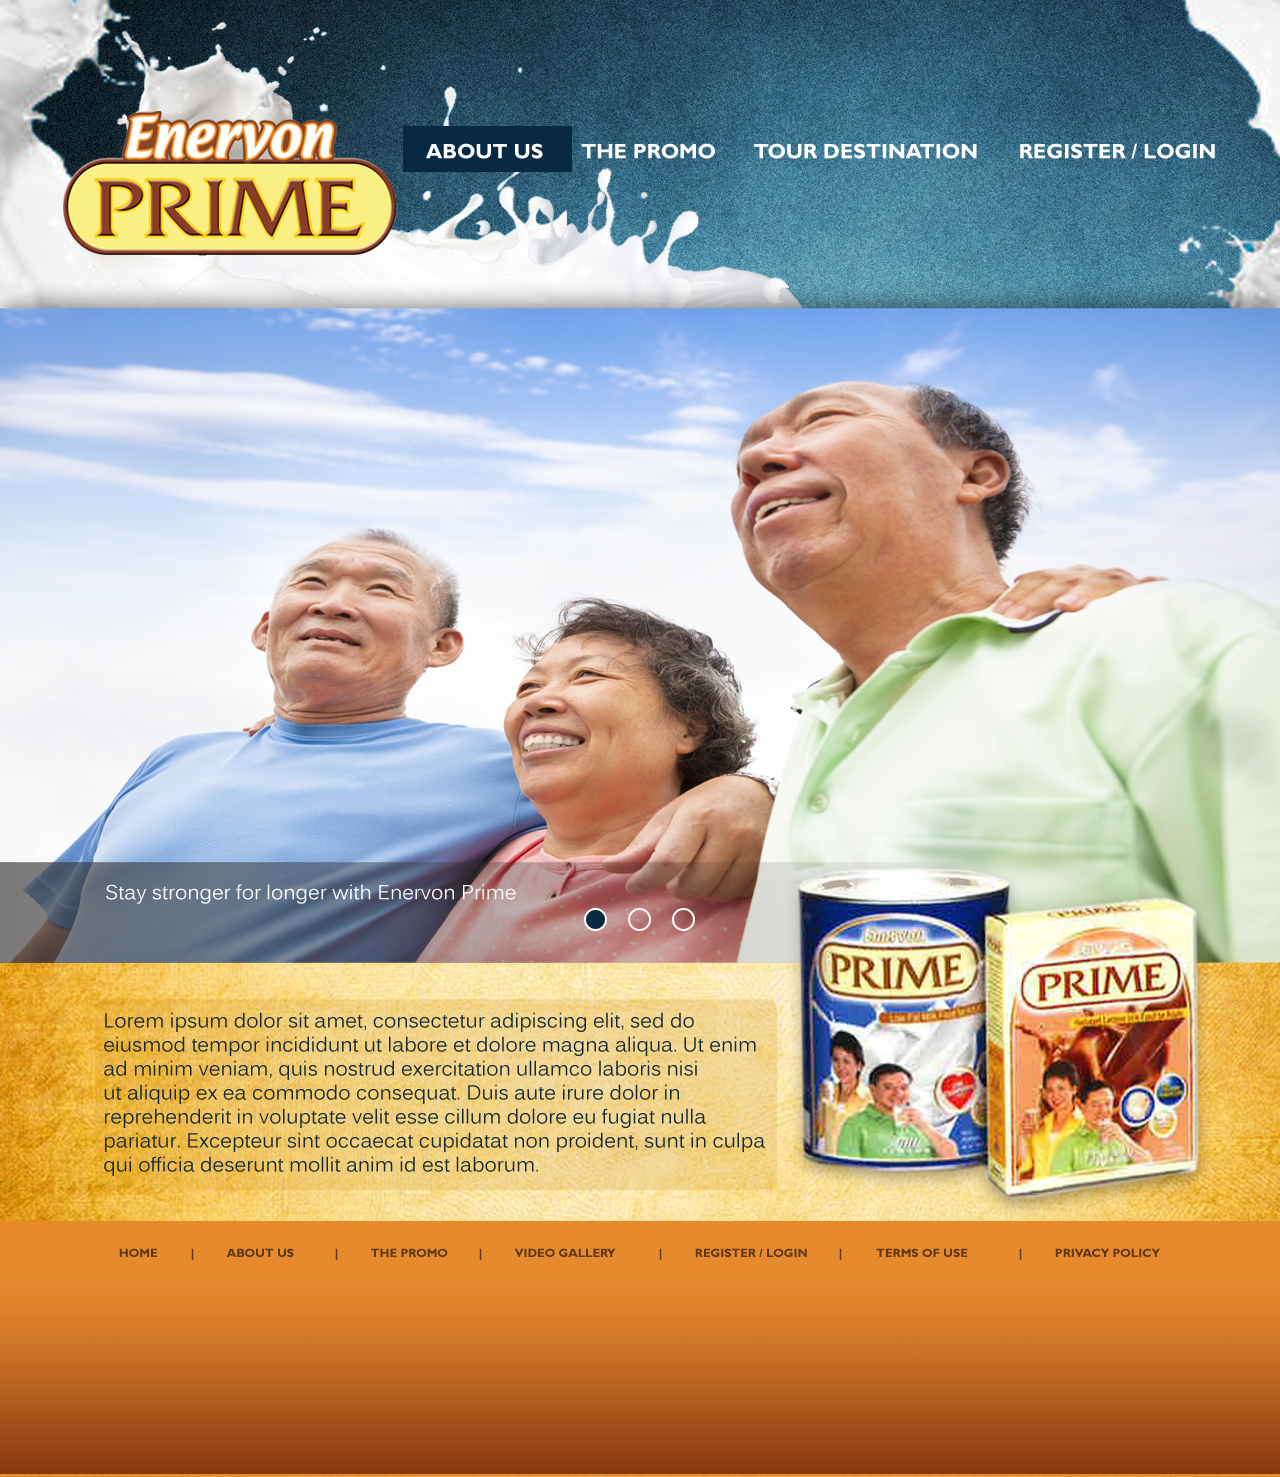 Enervon
PRIME
ABOUT US THE PROMO TOUR DESTINATION REGISTER / LOGIN
Stay stronger for longer with Enervon Prime
Enervon
PRIME
PRIME
Lorem ipsum dolor sit amet, consectetur adipiscing elit, sed do
eiusmod tempor incididunt ut labore et dolore magna aliqua. Ut enim
ad minim veniam, quis nostrud exercitation ullamco laboris nisi
ut aliquip ex ea commodo consequat. Duis aute irure dolor in
reprehenderit in voluptate velit esse cillum dolore eu fugiat nulla
pariatur. Excepteur sint occaecat cupidatat non proident, sunt in culpa
qui officia deserunt mollit anim id est laborum.
HOME | ABOUT US | THE PROMO | VIDEO GALLERY | REGISTER / LOGIN | TERMS OF USE | PRIVACY POLICY